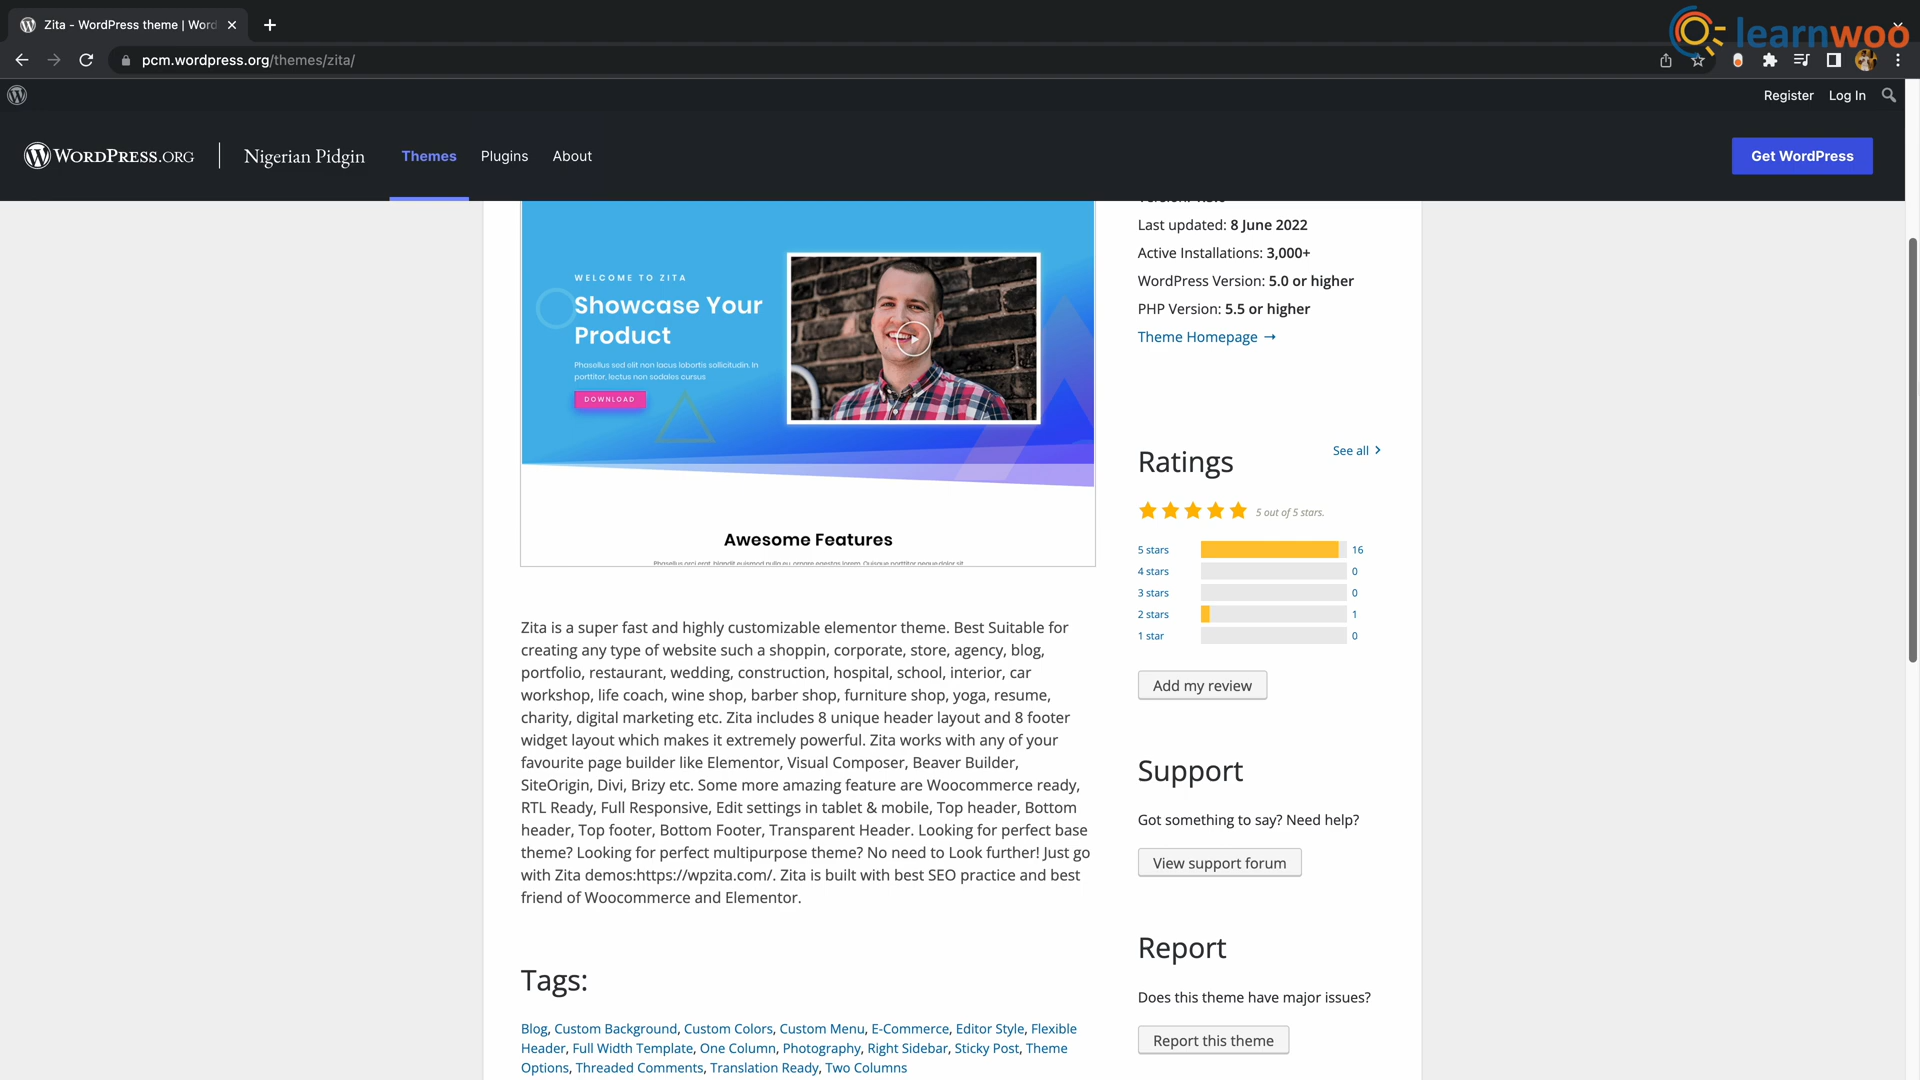 Zita - WordPress theme | Word
learnwoo
pcm.wordpress.org/themes/zita/
Register
Log In
WORDPRESS.ORG
Nigerian Pidgin
Themes
Plugins
About
Get WordPress
Last updated: 8 June 2022
Active Installations: 3,000+
WordPress Version: 5.0 or higher
PHP Version: 5.5 or higher
Theme Homepage →
WELCOME TO ZITA
Showcase Your
Product
Phasellus sed elit non lacus lobortis sollicitudin. In
porttitor, lectus non sodales cursus
DOWNLOAD
Awesome Features
Ratings
See all
5 out of 5 stars.
5 stars 16
4 stars 0
3 stars 0
2 stars 1
1 star 0
Add my review
Zita is a super fast and highly customizable elementor theme. Best Suitable for
creating any type of website such a shoppin, corporate, store, agency, blog,
portfolio, restaurant, wedding, construction, hospital, school, interior, car
workshop, life coach, wine shop, barber shop, furniture shop, yoga, resume,
charity, digital marketing etc. Zita includes 8 unique header layout and 8 footer
widget layout which makes it extremely powerful. Zita works with any of your
favourite page builder like Elementor, Visual Composer, Beaver Builder,
SiteOrigin, Divi, Brizy etc. Some more amazing feature are Woocommerce ready,
RTL Ready, Full Responsive, Edit settings in tablet & mobile, Top header, Bottom
header, Top footer, Bottom Footer, Transparent Header. Looking for perfect base
theme? Looking for perfect multipurpose theme? No need to Look further! Just go
with Zita demos:https://wpzita.com/. Zita is built with best SEO practice and best
friend of Woocommerce and Elementor.
Support
Got something to say? Need help?
View support forum
Report
Does this theme have major issues?
Report this theme
Tags:
Blog, Custom Background, Custom Colors, Custom Menu, E-Commerce, Editor Style, Flexible
Header, Full Width Template, One Column, Photography, Right Sidebar, Sticky Post, Theme
Options, Threaded Comments, Translation Ready, Two Columns